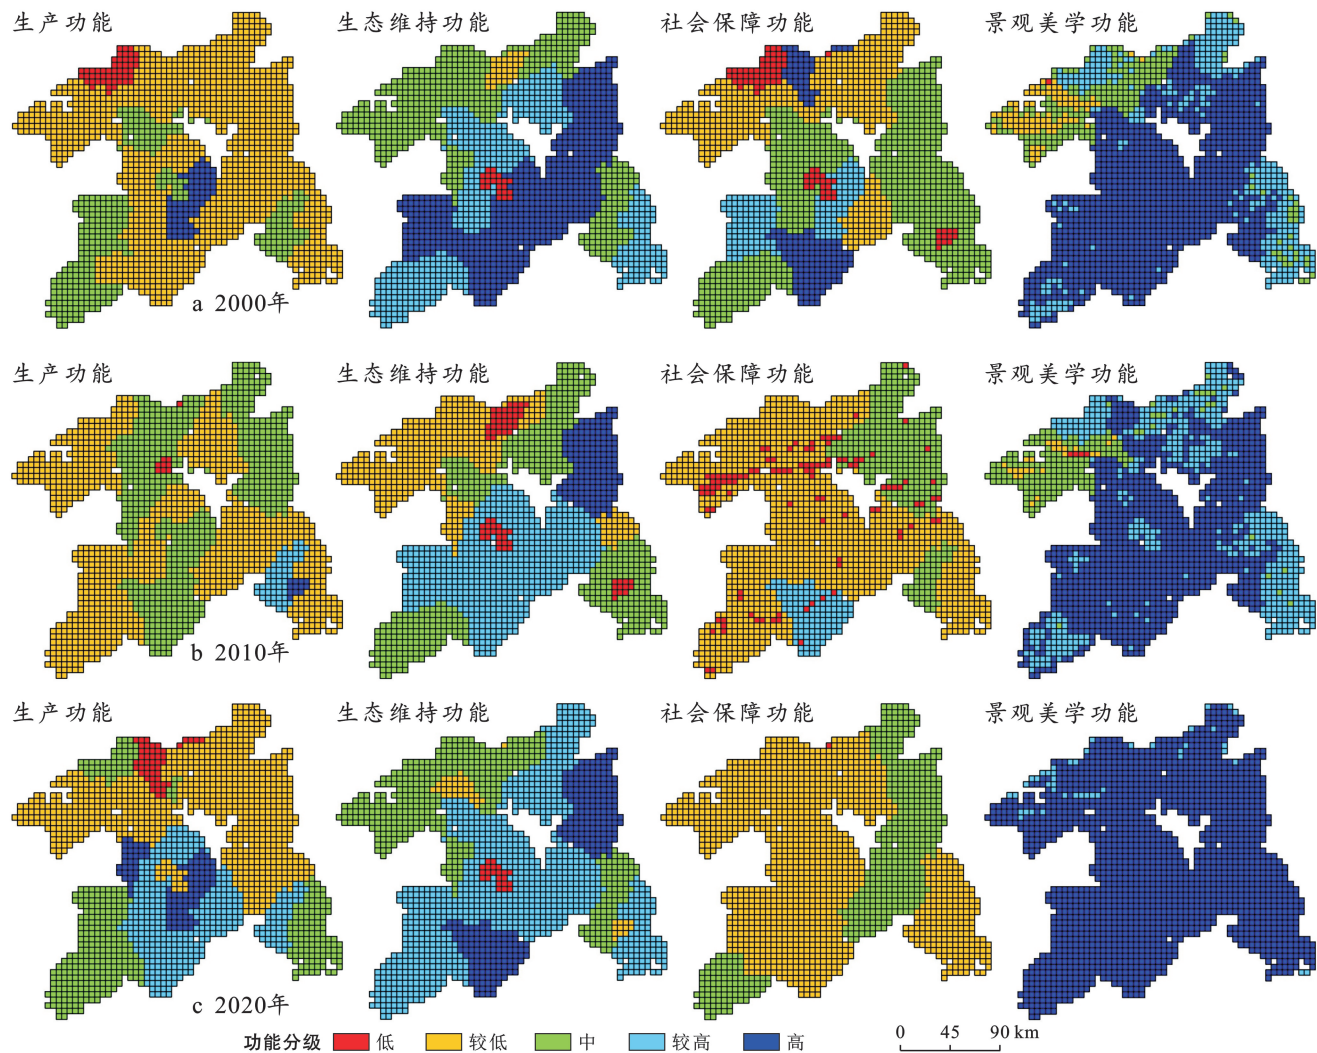 生产功能 生态维持功能 社会保障功能 景观美学功能
a 2000年
生产功能 生态维持功能 社会保障功能 景观美学功能
b 2010年
生产功能 生态维持功能 社会保障功能 景观美学功能
c 2020年
功能分级 低 较低 中 较高 高
0 45 90 km